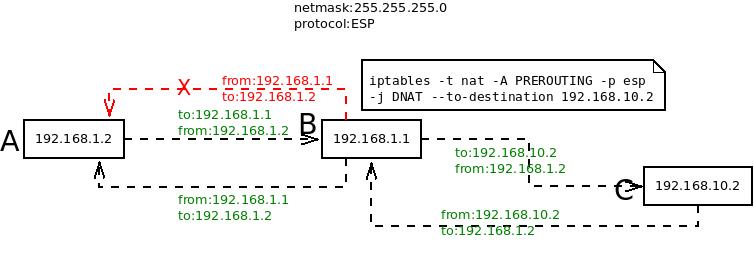 netmask:255.255.255.0
protocol:ESP
iptables -t nat -A PREROUTING -p esp
-j DNAT --to-destination 192.168.10.2
X
from:192.168.1.1
to:192.168.1.2
to:192.168.1.1
from:192.168.1.2
A
192.168.1.2
B
192.168.1.1
to:192.168.10.2
from:192.168.1.2
C
192.168.10.2
from:192.168.1.1
to:192.168.1.2
from:192.168.10.2
to:192.168.1.2